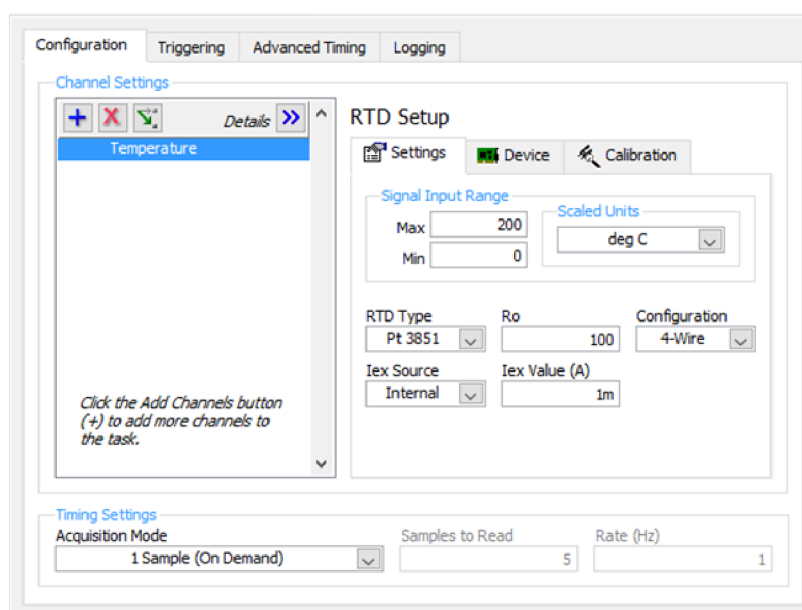 Configuration Triggering Advanced Timing Logging
Channel Settings
Details
Temperature
Click the Add Channels button
(+) to add more channels to
the task.
RTD Setup
Settings Device Calibration
Signal Input Range
Max 200
Min 0
Scaled Units
deg C
RTD Type Ro Configuration
Pt 3851 100 4-Wire
Iex Source Iex Value (A)
Internal 1m
Timing Settings
Acquisition Mode Samples to Read Rate (Hz)
1 Sample (On Demand) 5 1